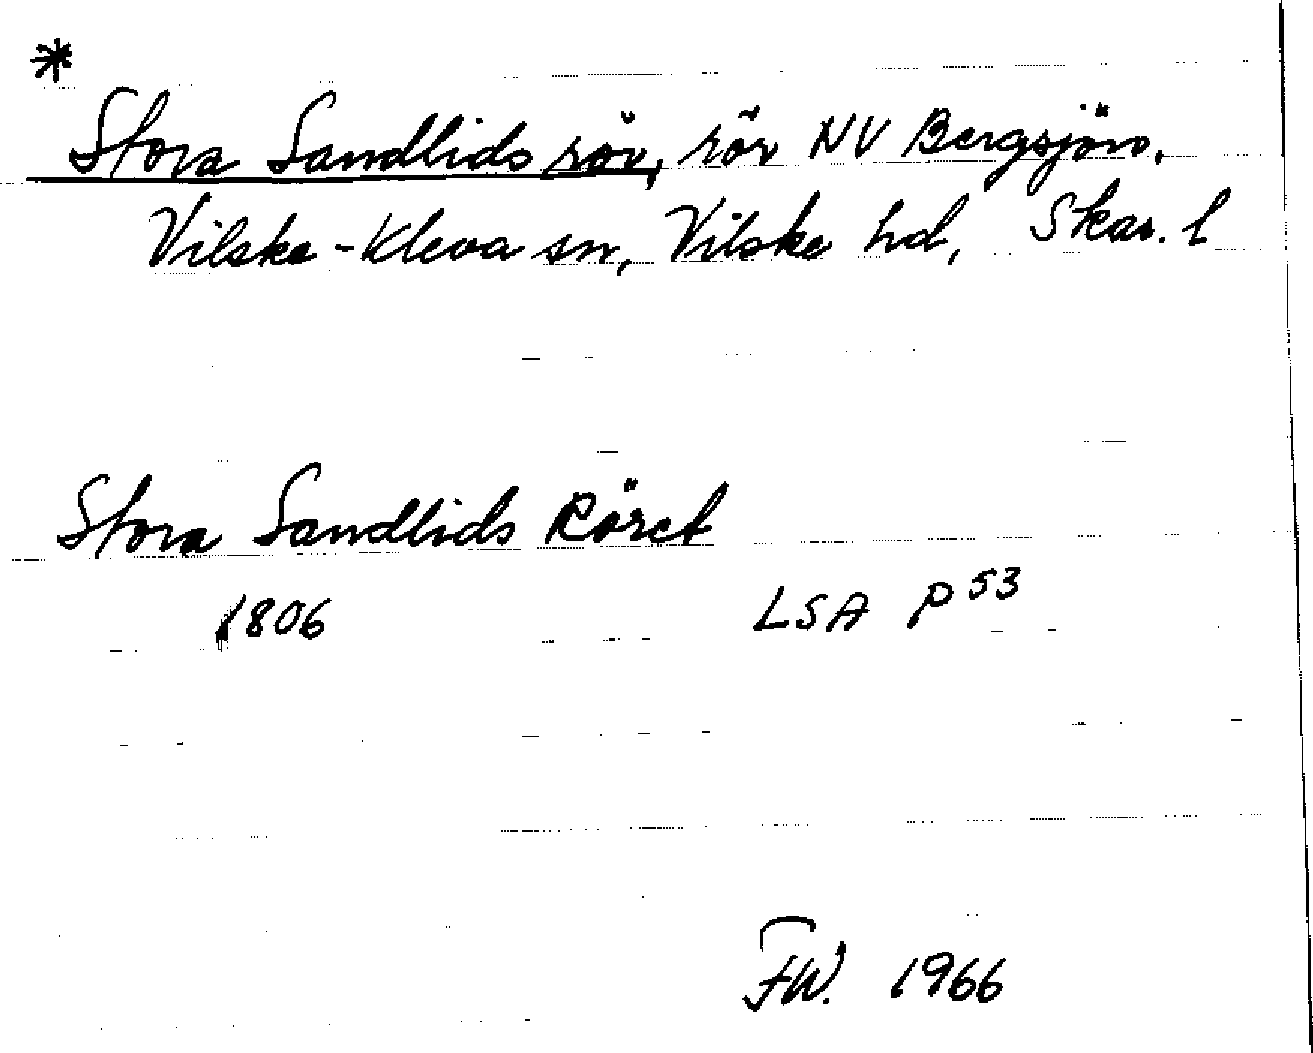 *
Stora Sandlids rör, rör NV Bergsjön,
Vilske-Kleva sn, Vilske hd, Skar. l
Stora Sandlids Röret
1806 LSA P53
FW. 1966